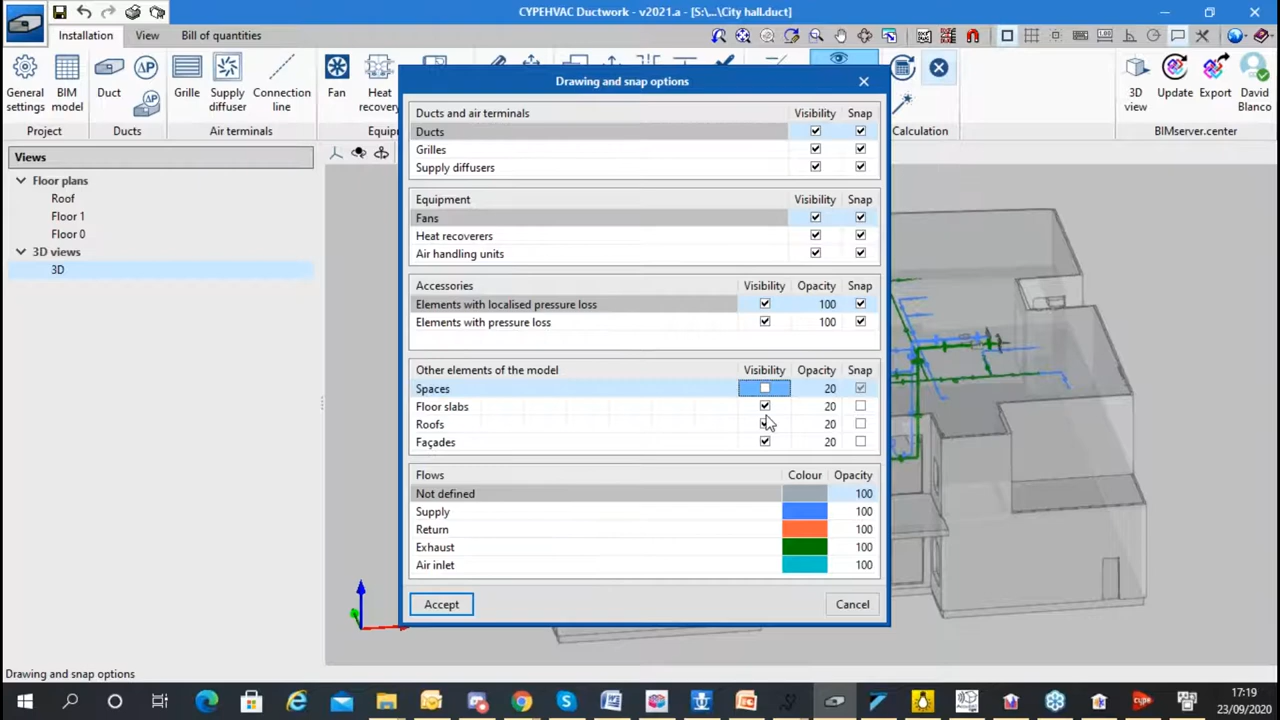 CYPEHVAC Ductwork - v2021.a - [S:\...\City hall.duct]
Installation View Bill of quantities
General settings
BIM model
Duct
Grille
Supply diffuser
Connection line
Fan
Heat recovery
3D view
Update
Export
David Blanco
Project
Ducts
Air terminals
Equip
Calculation
BIMserver.center
Views
Floor plans
Roof
Floor 1
Floor 0
3D views
3D
Drawing and snap options
Ducts and air terminals Visibility Snap
Ducts
Grilles
Supply diffusers
Equipment Visibility Snap
Fans
Heat recoverers
Air handling units
Accessories Visibility Opacity Snap
Elements with localised pressure loss 100
Elements with pressure loss 100
Other elements of the model Visibility Opacity Snap
Spaces 20
Floor slabs 20
Roofs 20
Façades 20
Flows Colour Opacity
Not defined 100
Supply 100
Return 100
Exhaust 100
Air inlet 100
Accept Cancel
Drawing and snap options
17:19
23/09/2020